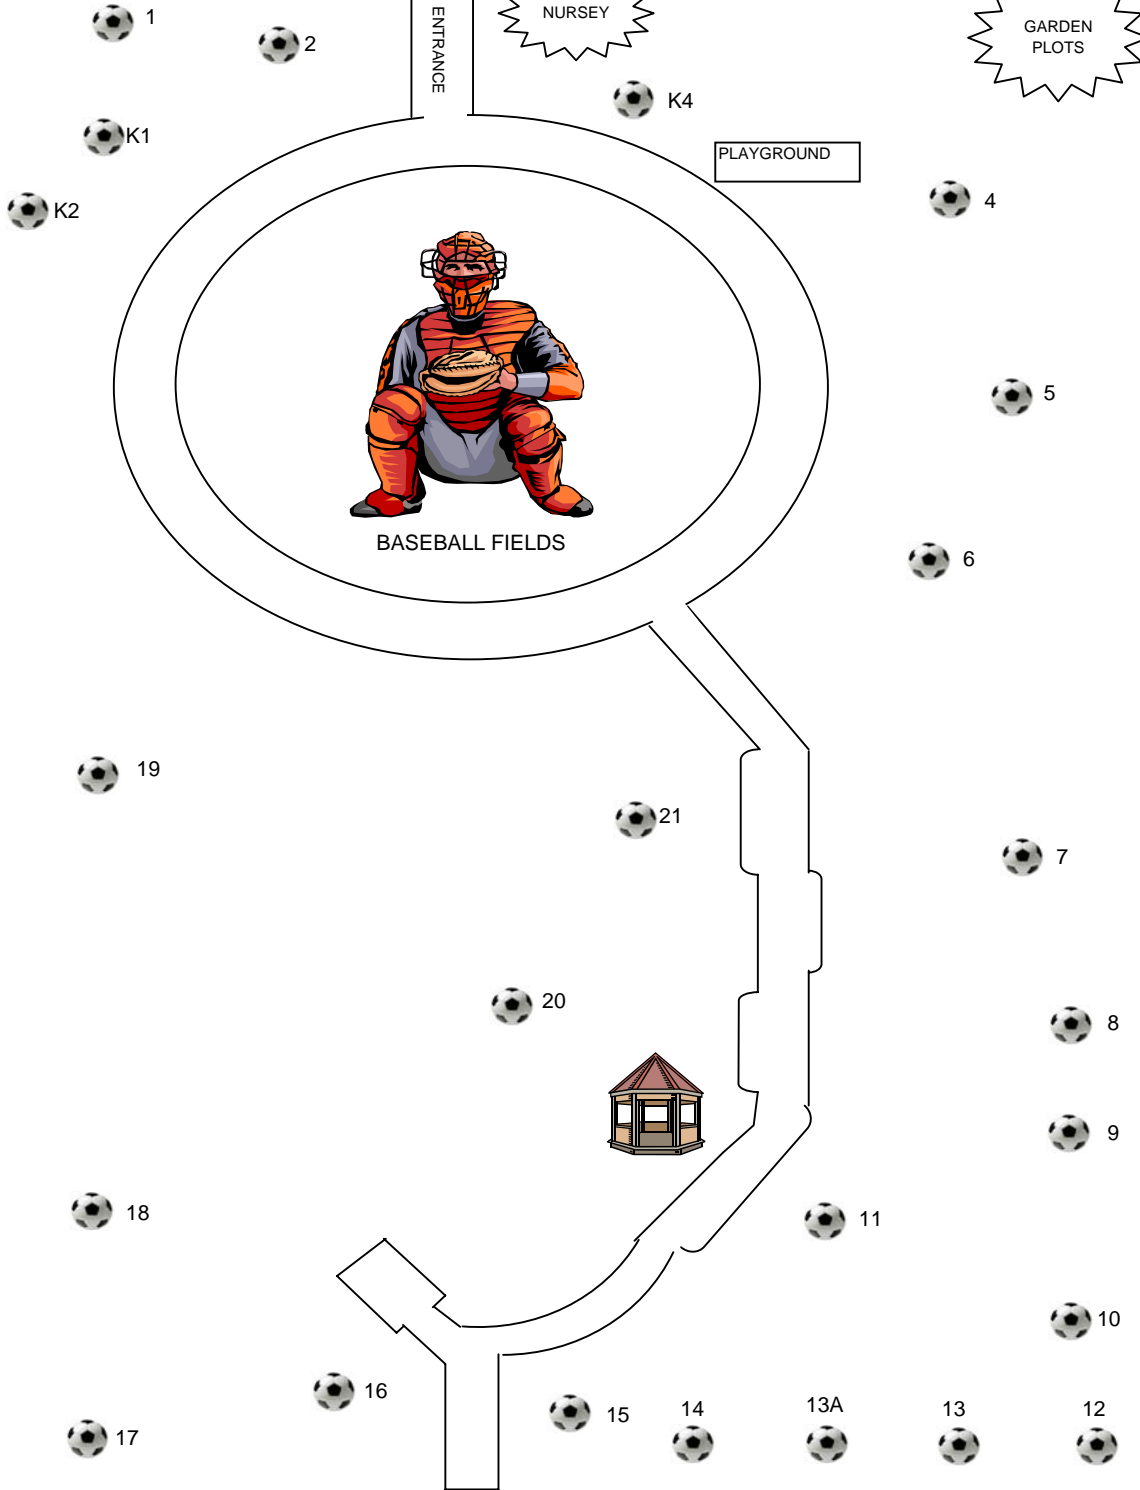 1
2
ENTRANCE
NURSEY
GARDEN
PLOTS
K4
K1
PLAYGROUND
K2
4
5
BASEBALL FIELDS
6
19
21
7
20
8
9
18
11
10
16
15
14
13A
13
12
17